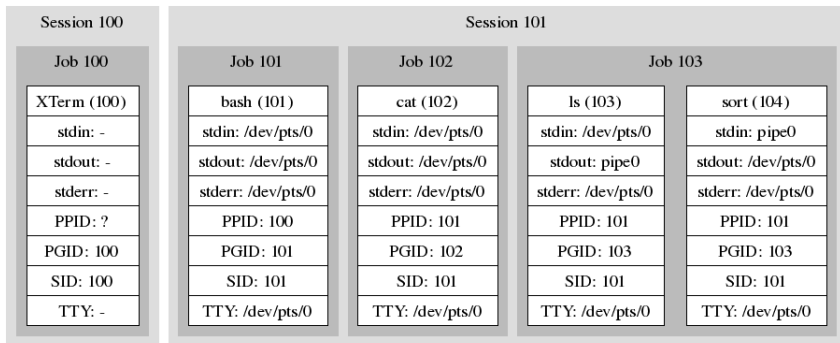 Session 100
Session 101
Job 100
Job 101
Job 102
Job 103
XTerm (100)
stdin: -
stdout: -
stderr: -
PPID: ?
PGID: 100
SID: 100
TTY: -
bash (101)
stdin: /dev/pts/0
stdout: /dev/pts/0
stderr: /dev/pts/0
PPID: 100
PGID: 101
SID: 101
TTY: /dev/pts/0
cat (102)
stdin: /dev/pts/0
stdout: /dev/pts/0
stderr: /dev/pts/0
PPID: 101
PGID: 102
SID: 101
TTY: /dev/pts/0
ls (103)
stdin: /dev/pts/0
stdout: pipe0
stderr: /dev/pts/0
PPID: 101
PGID: 103
SID: 101
TTY: /dev/pts/0
sort (104)
stdin: pipe0
stdout: /dev/pts/0
stderr: /dev/pts/0
PPID: 101
PGID: 103
SID: 101
TTY: /dev/pts/0